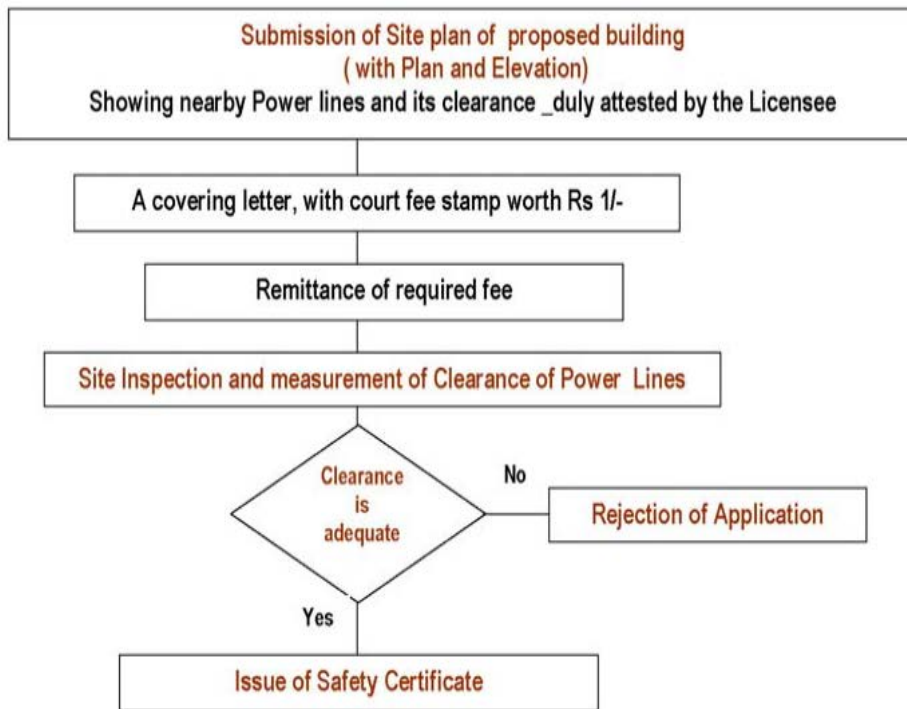 Submission of Site plan of proposed building
( with Plan and Elevation)
Showing nearby Power lines and its clearance _duly attested by the Licensee
A covering letter, with court fee stamp worth Rs 1/-
Remittance of required fee
Site Inspection and measurement of Clearance of Power Lines
Clearance
is
adequate
No
Rejection of Application
Yes
Issue of Safety Certificate